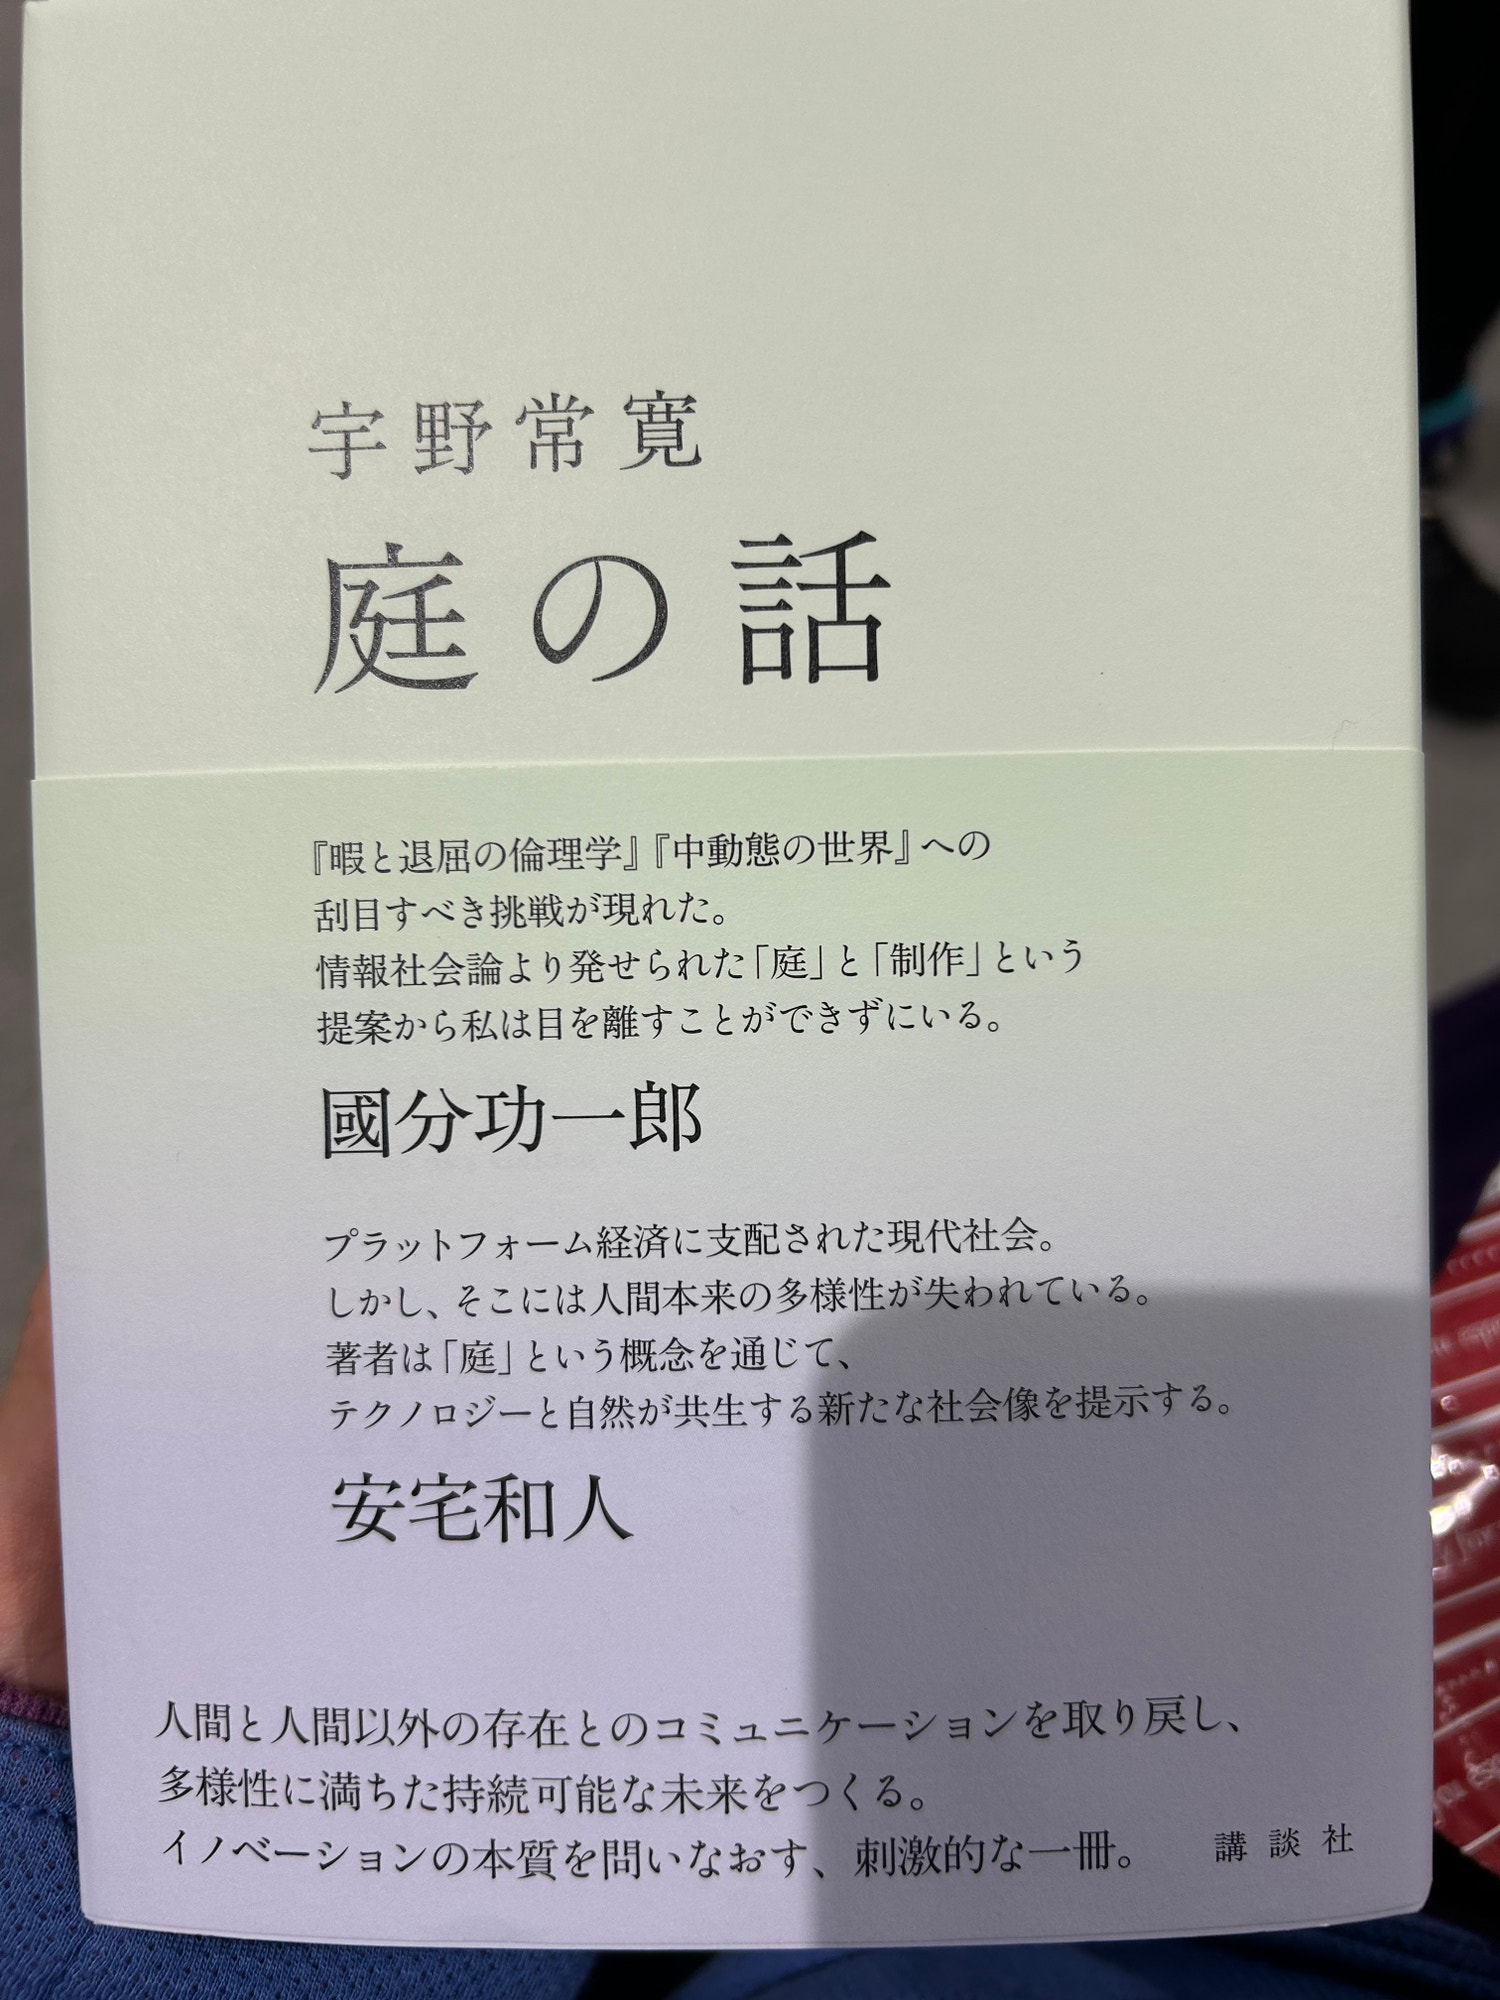 宇野常寛
庭の話
『暇と退屈の倫理学』『中動態の世界』への
刮目すべき挑戦が現れた。
情報社会論より発せられた「庭」と「制作」という
提案から私は目を離すことができずにいる。
國分功一郎
プラットフォーム経済に支配された現代社会。
しかし、そこには人間本来の多様性が失われている。
著者は「庭」という概念を通じて、
テクノロジーと自然が共生する新たな社会像を提示する。
安宅和人
人間と人間以外の存在とのコミュニケーションを取り戻し、
多様性に満ちた持続可能な未来をつくる。
イノベーションの本質を問いなおす、刺激的な一冊。
講談社